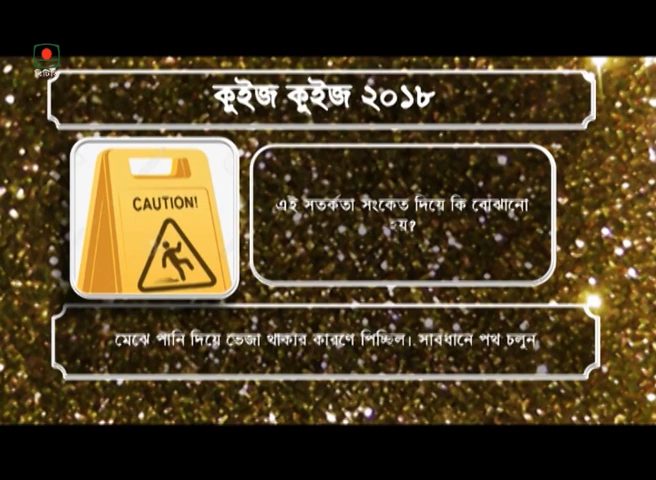 বিটিভি
কুইজ কুইজ ২০১৮
CAUTION!
এই সতর্কতা সংকেত দিয়ে কি বোঝানো
হয়?
মেঝে পানি দিয়ে ভেজা থাকার কারণে পিচ্ছিল। সাবধানে পথ চলুন